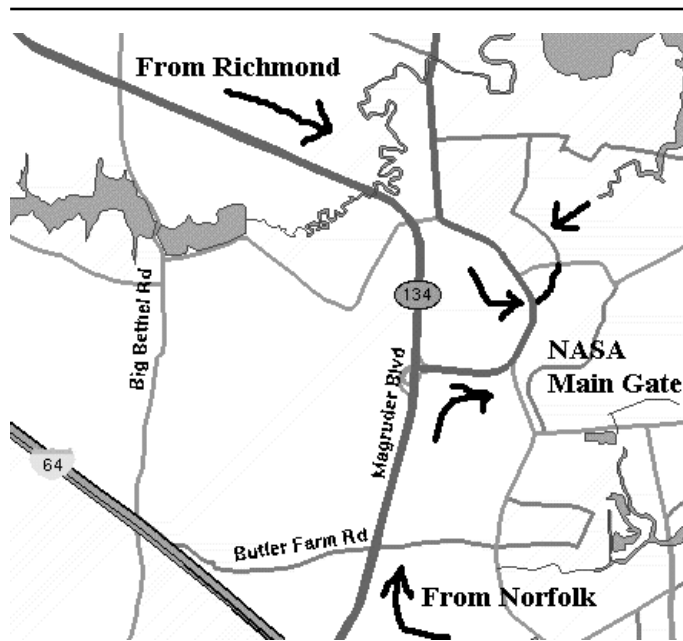 From Richmond
134
Big Bethel Rd
NASA
Main Gate
Magruder Blvd
64
Butler Farm Rd
From Norfolk